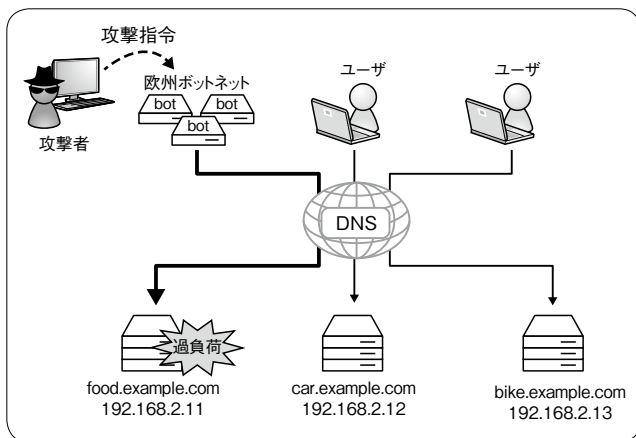 攻撃指令
欧州ボットネット
bot
bot
bot
攻撃者
ユーザ
ユーザ
DNS
過負荷
food.example.com
192.168.2.11
car.example.com
192.168.2.12
bike.example.com
192.168.2.13